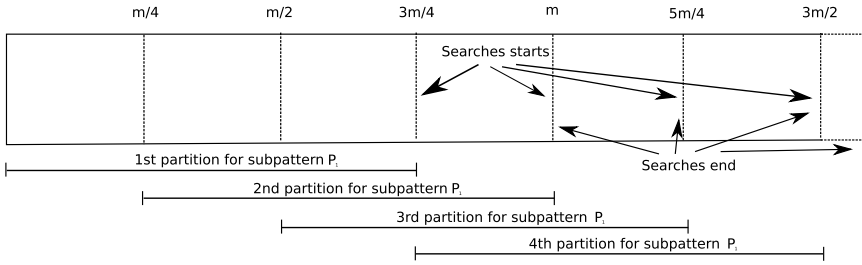 m/4 m/2 3m/4 m 5m/4 3m/2
Searches starts
Searches end
1st partition for subpattern P₁
2nd partition for subpattern P₁
3rd partition for subpattern P₁
4th partition for subpattern P₁